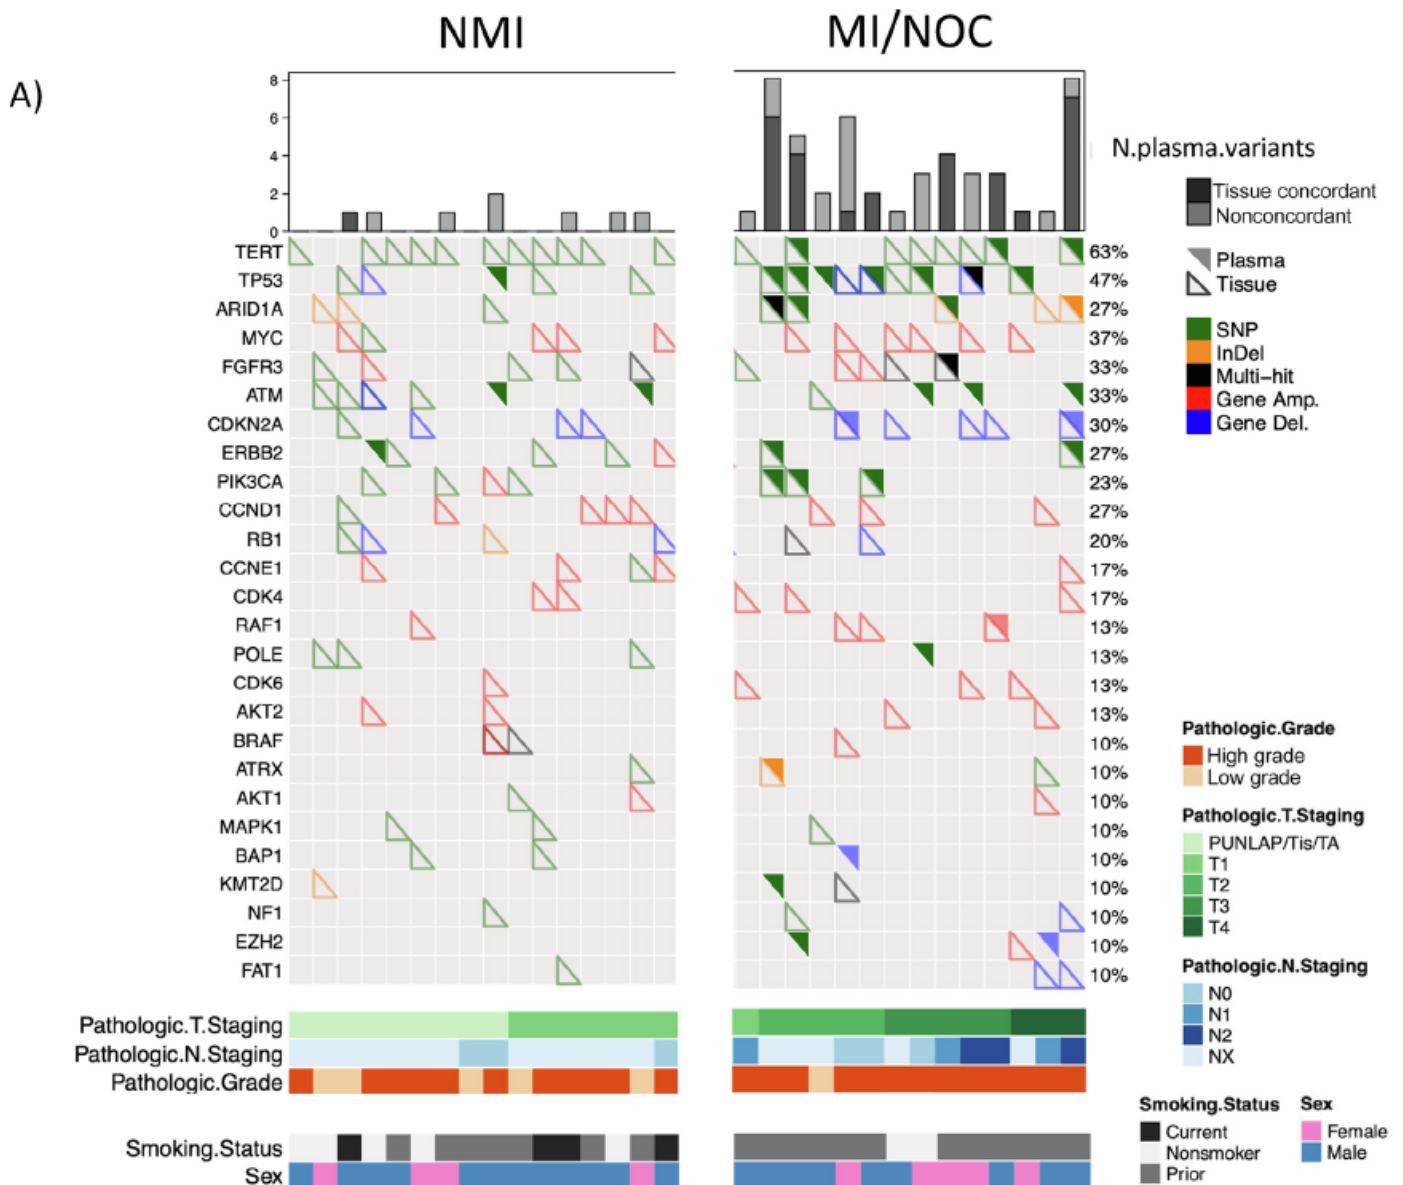 NMI
MI/NOC
A)
8
6
4
2
0
N.plasma.variants
Tissue concordant
Nonconcordant
Plasma
Tissue
SNP
InDel
Multi-hit
Gene Amp.
Gene Del.
TERT 63%
TP53 47%
ARID1A 27%
MYC 37%
FGFR3 33%
ATM 33%
CDKN2A 30%
ERBB2 27%
PIK3CA 23%
CCND1 27%
RB1 20%
CCNE1 17%
CDK4 17%
RAF1 13%
POLE 13%
CDK6 13%
AKT2 13%
BRAF 10%
ATRX 10%
AKT1 10%
MAPK1 10%
BAP1 10%
KMT2D 10%
NF1 10%
EZH2 10%
FAT1 10%
Pathologic.T.Staging
Pathologic.N.Staging
Pathologic.Grade
Smoking.Status
Sex
Pathologic.Grade
High grade
Low grade
Pathologic.T.Staging
PUNLAP/Tis/TA
T1
T2
T3
T4
Pathologic.N.Staging
N0
N1
N2
NX
Smoking.Status Sex
Current Female
Nonsmoker Male
Prior